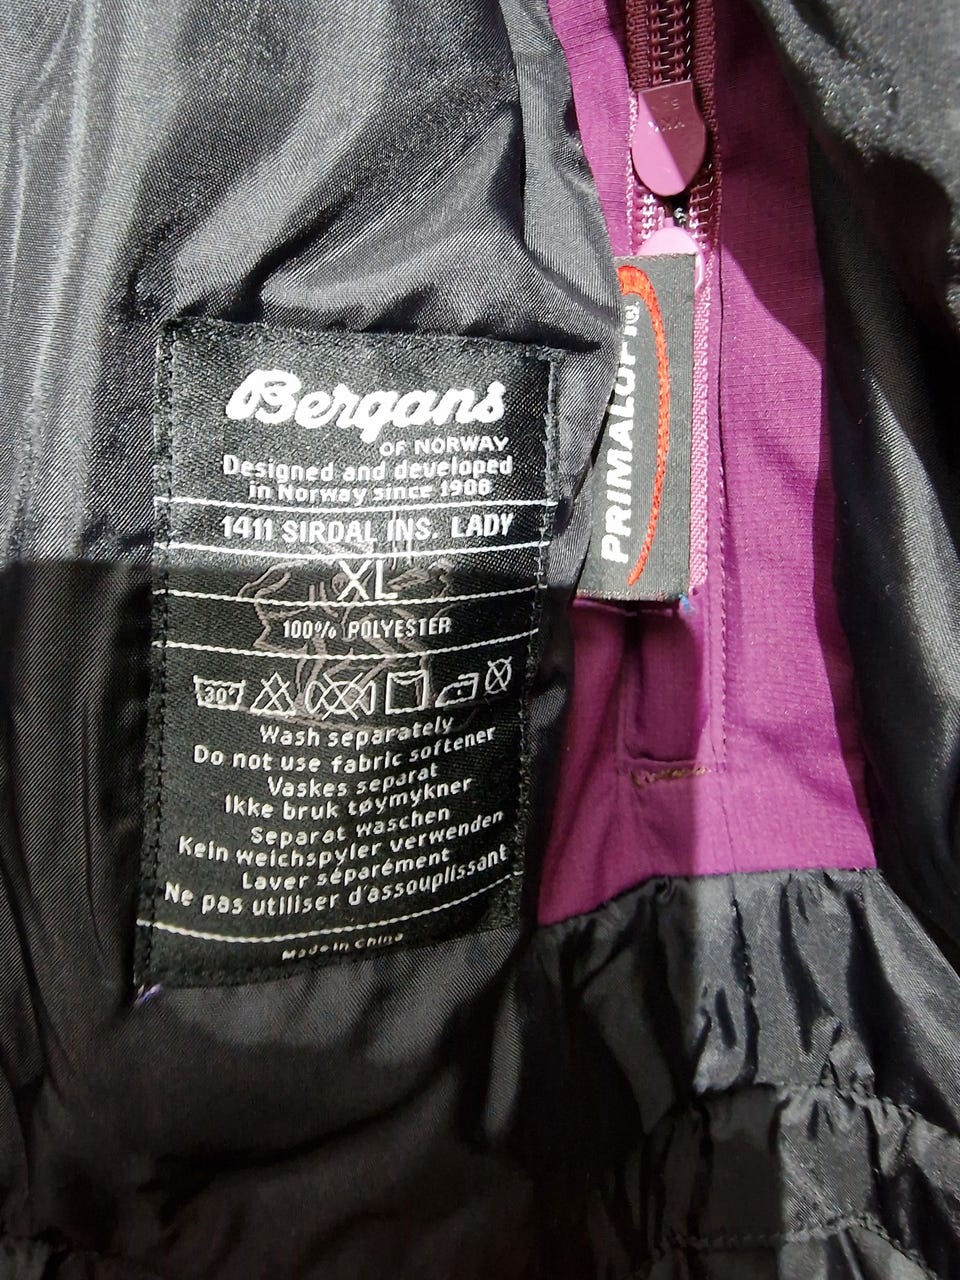 Bergans
OF NORWAY
Designed and developed
in Norway since 1908
1411 SIRDAL INS. LADY
XL
100% POLYESTER
30°
Wash separately
Do not use fabric softener
Vaskes separat
Ikke bruk tøymykner
Separat waschen
Kein weichspyler verwenden
Laver séparément
Ne pas utiliser d'assouplissant
Made in China
PRIMALOFT®